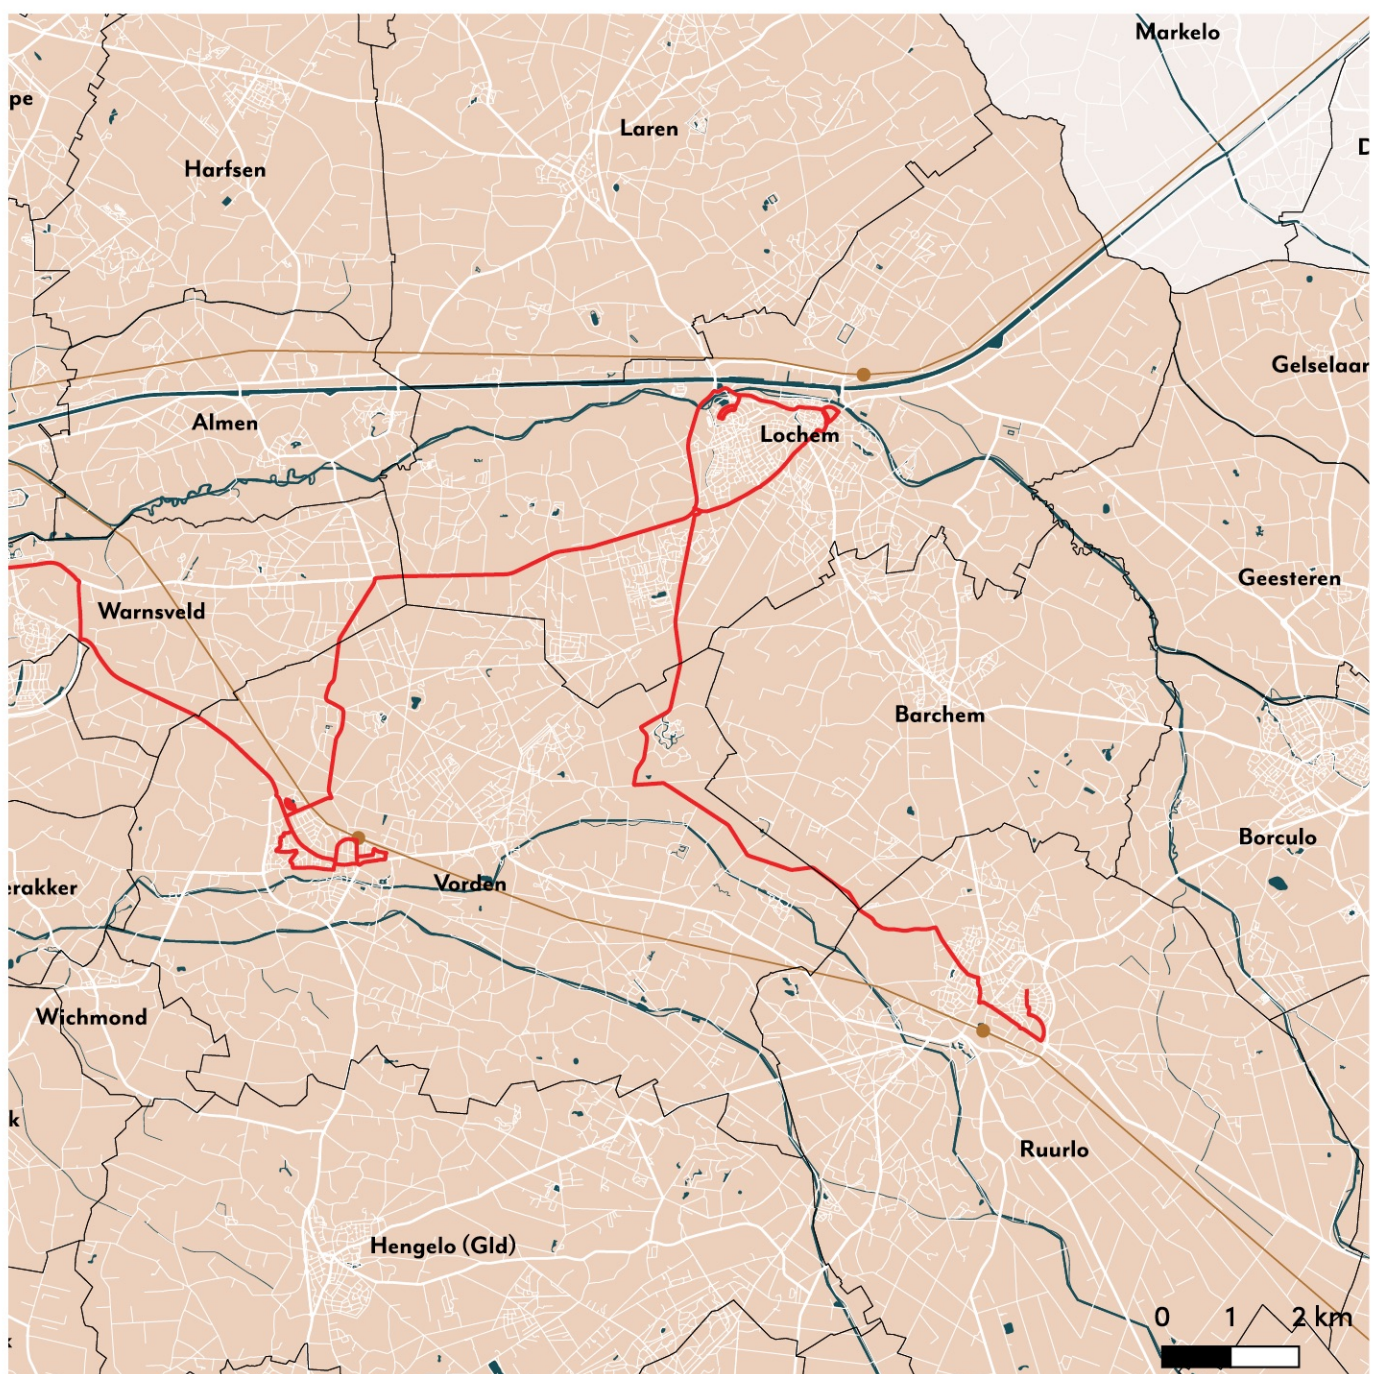 Markelo
pe
Laren
D
Harfsen
Gelselaar
Almen
Lochem
Geesteren
Warnsveld
Barchem
Borculo
erakker
Vorden
Wichmond
k
Ruurlo
Hengelo (Gld)
0 1 2 km